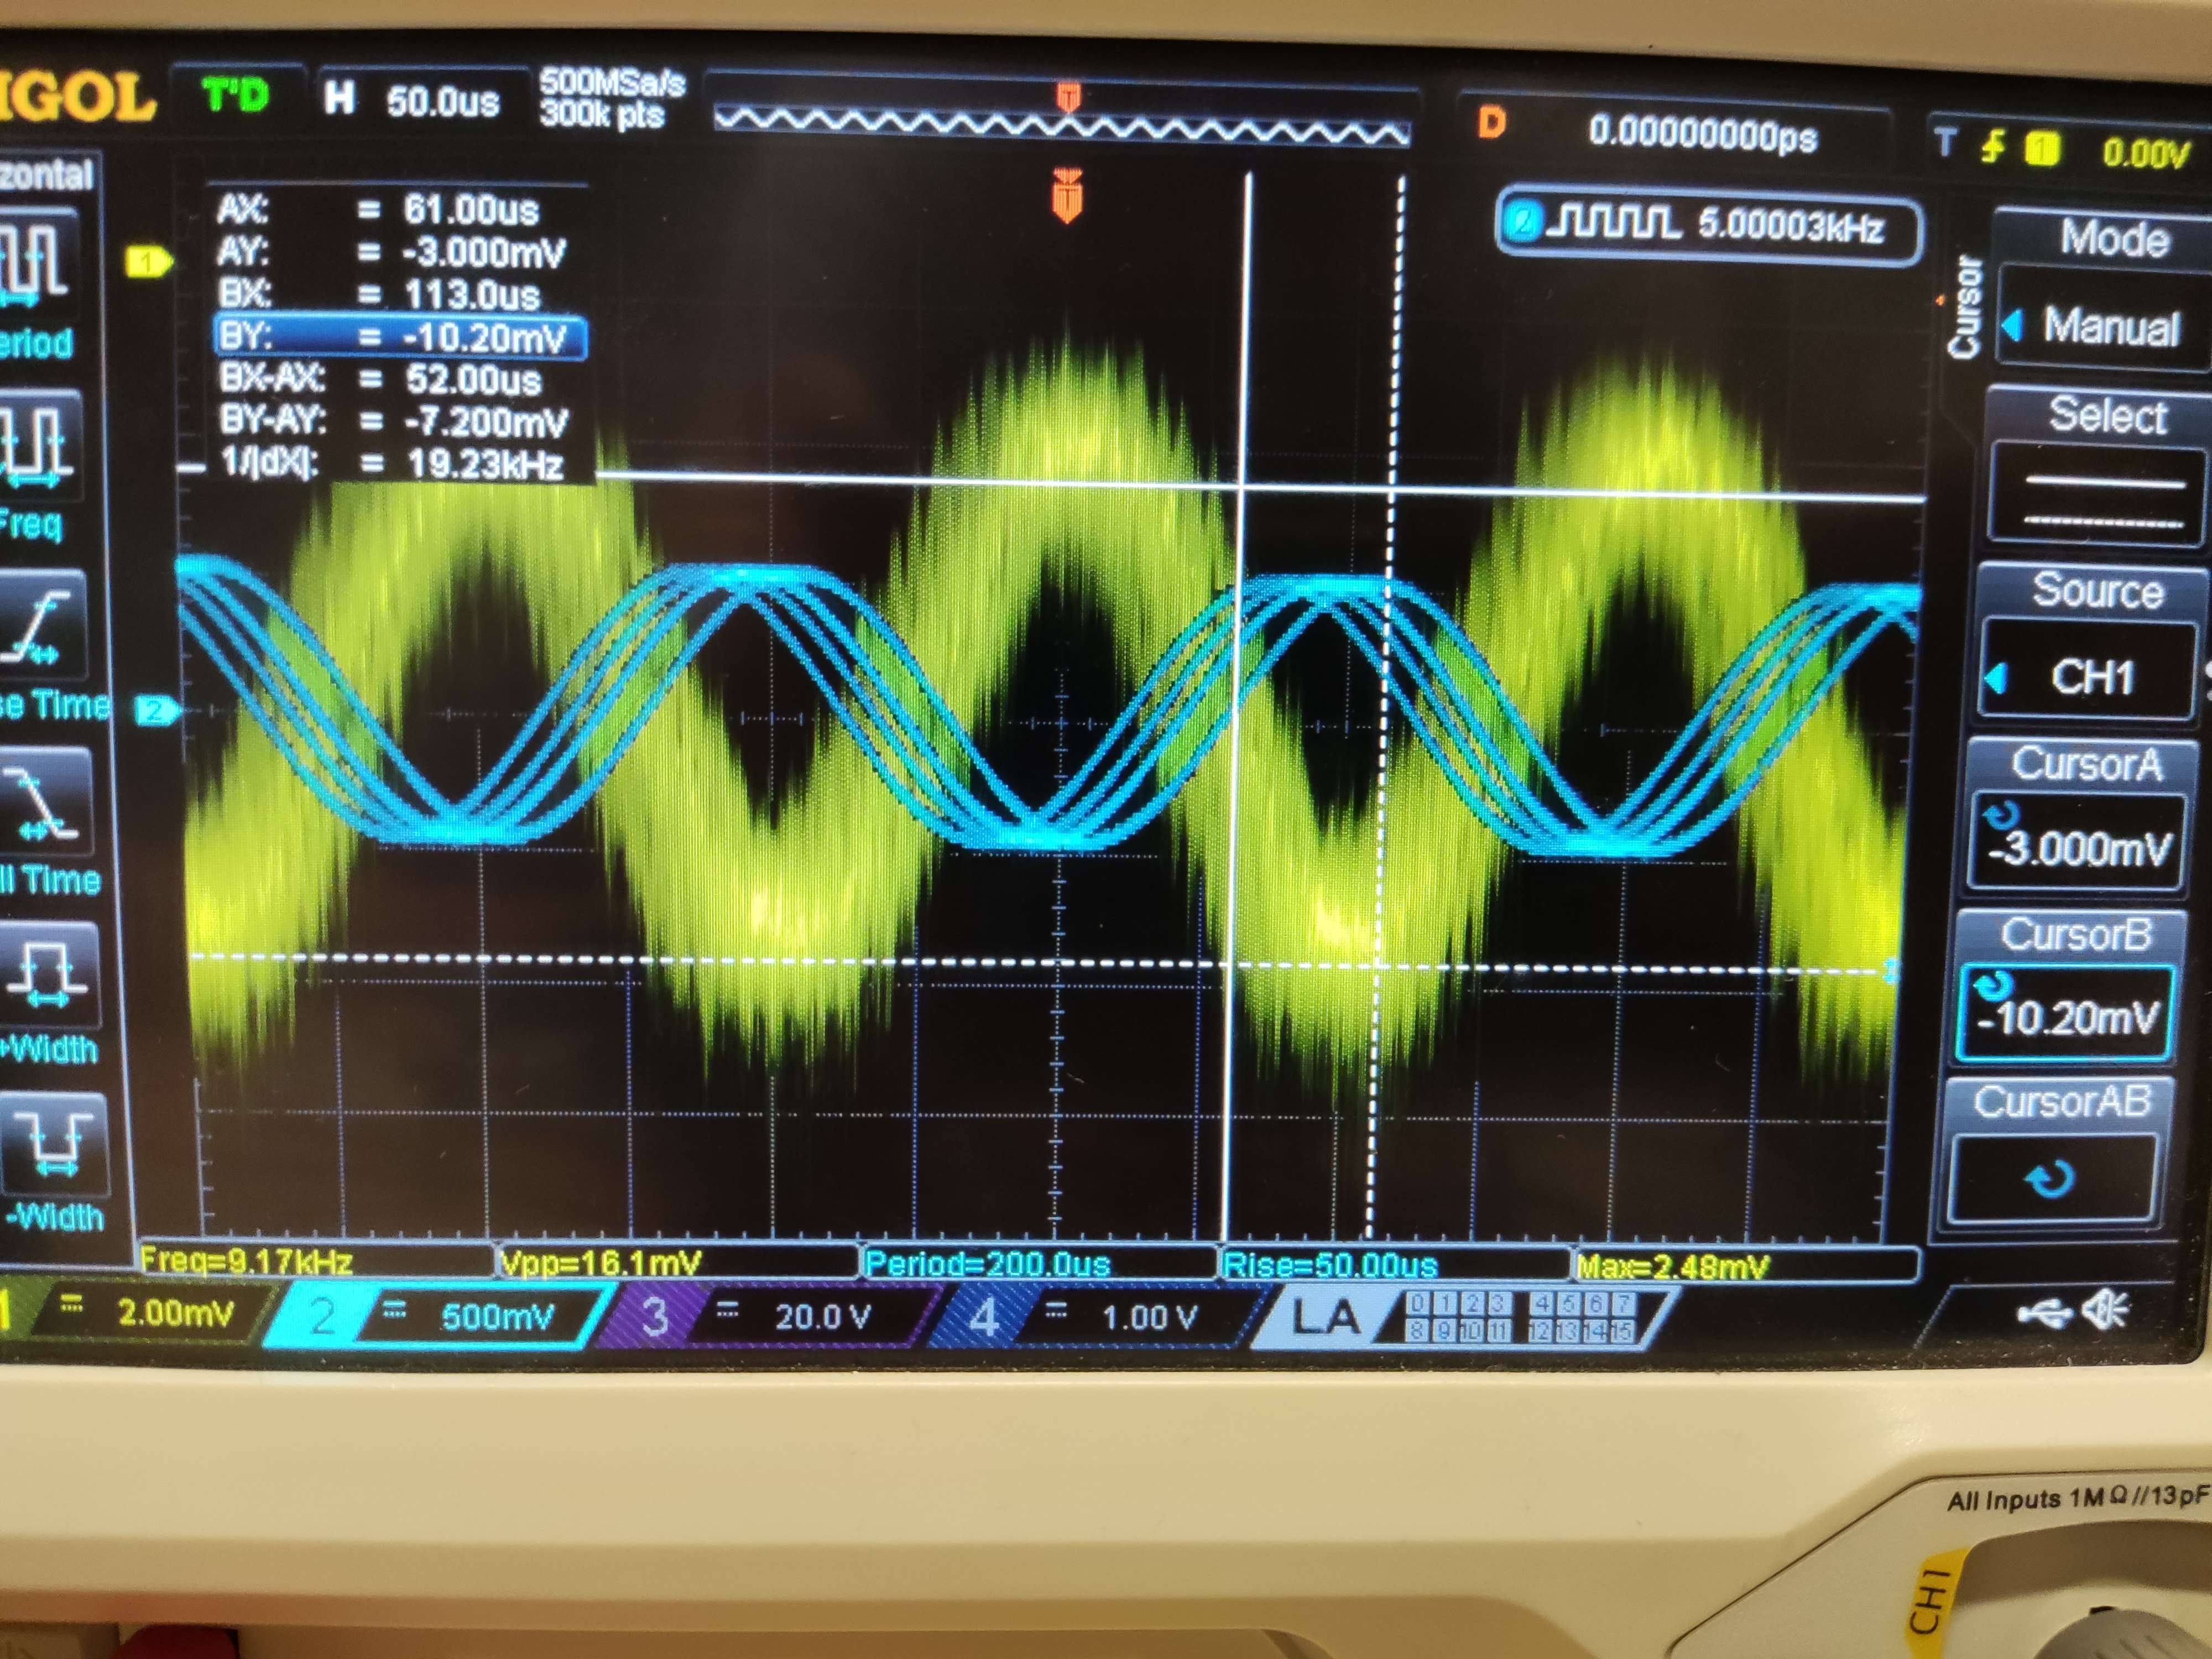 IGOL T'D H 50.0us 500MSa/s
300k pts
T
D 0.00000000ps T 1 0.00V
zontal
T
AX: = 61.00us
AY: = -3.000mV
BX: = 113.0us
BY: = -10.20mV
BX-AX: = 52.00us
BY-AY: = -7.200mV
1/|dX|: = 19.23kHz
1
2
2 5.00003kHz
eriod
Freq
se Time
ll Time
+Width
-Width
Cursor
Mode
Manual
Select
Source
CH1
CursorA
-3.000mV
CursorB
-10.20mV
CursorAB
Freq=9.17kHz Vpp=16.1mV Period=200.0us Rise=50.00us Max=2.48mV
1 2.00mV 2 500mV 3 20.0 V 4 1.00 V LA 0 1 2 3 4 5 6 7
8 9 10 11 12 13 14 15
All Inputs 1MΩ//13pF
CH1